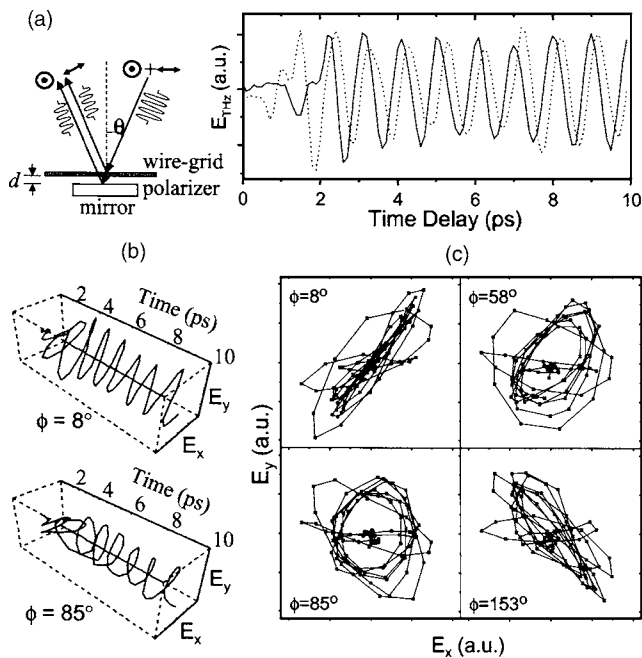 (a)
θ
d
wire-grid
polarizer
mirror
E_THz (a.u.)
0 2 4 6 8 10
Time Delay (ps)
(b)
2 4 6 8 10
Time (ps)
E_y
E_x
ϕ = 8°
2 4 6 8 10
Time (ps)
E_y
E_x
ϕ = 85°
(c)
ϕ=8°
ϕ=58°
ϕ=85°
ϕ=153°
E_y (a.u.)
E_x (a.u.)